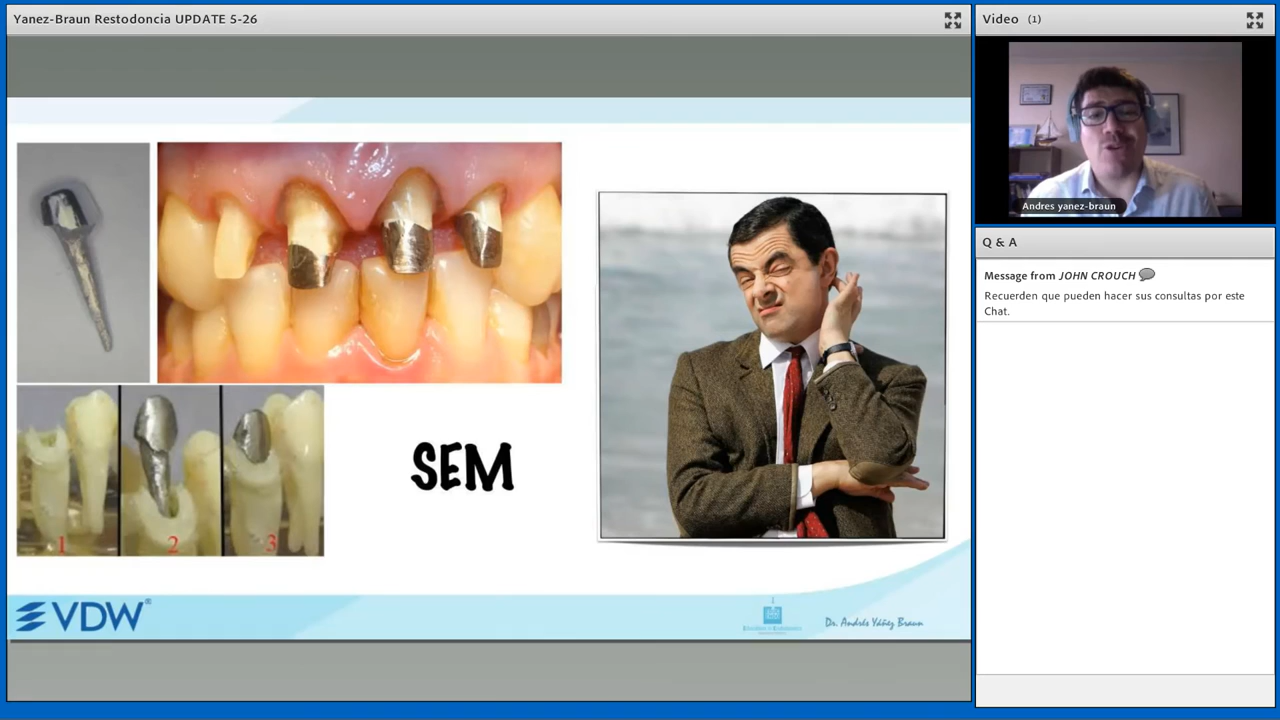 Yanez-Braun Restodoncia UPDATE 5-26
SEM
1
2
3
VDW®
Dr. Andrés Yáñez Braun
Video (1)
Andres yanez-braun
Q & A
Message from JOHN CROUCH
Recuerden que pueden hacer sus consultas por este
Chat.